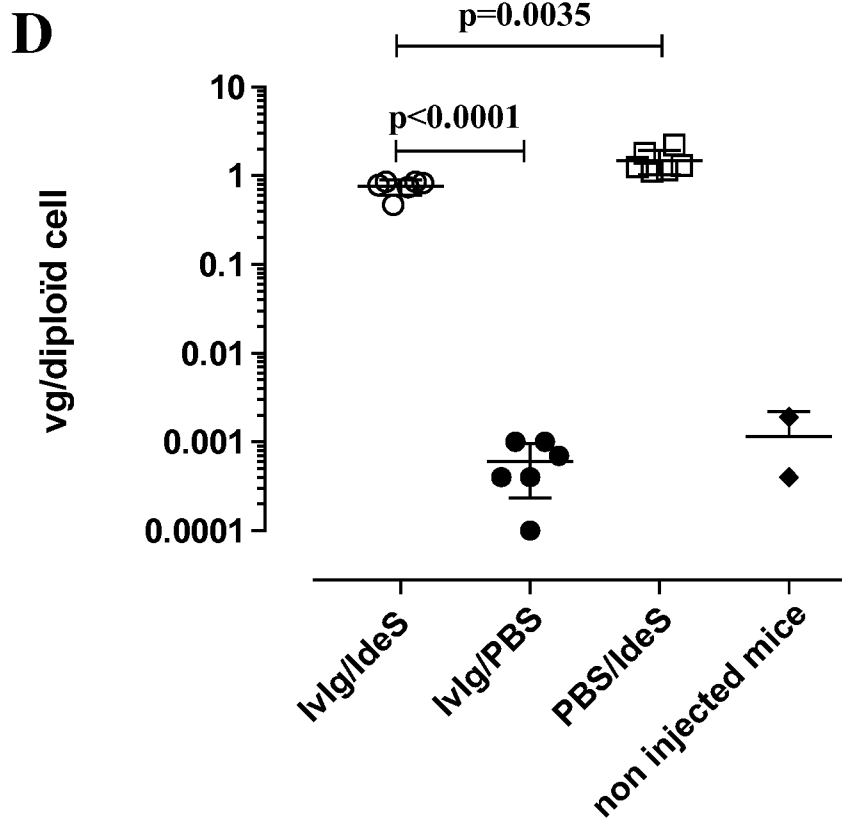 D
p=0.0035
p<0.0001
vg/diploïd cell
10
1
0.1
0.01
0.001
0.0001
IvIg/IdeS
IvIg/PBS
PBS/IdeS
non injected mice